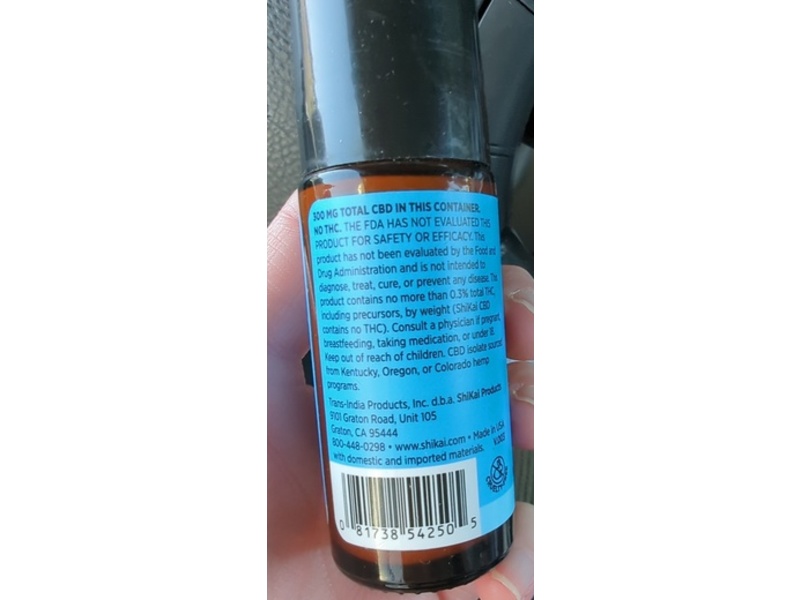 300 MG TOTAL CBD IN THIS CONTAINER.
NO THC. THE FDA HAS NOT EVALUATED THIS
PRODUCT FOR SAFETY OR EFFICACY. This
product has not been evaluated by the Food and
Drug Administration and is not intended to
diagnose, treat, cure, or prevent any disease. This
product contains no more than 0.3% total THC,
including precursors, by weight (ShiKai CBD
contains no THC). Consult a physician if pregnant,
breastfeeding, taking medication, or under 18.
Keep out of reach of children. CBD isolate sourced
from Kentucky, Oregon, or Colorado hemp
programs.
Trans-India Products, Inc. d.b.a. ShiKai Products
9101 Graton Road, Unit 105
Graton, CA 95444
800-448-0298 • www.shikai.com • Made in USA
with domestic and imported materials.
0 81738 54250 5